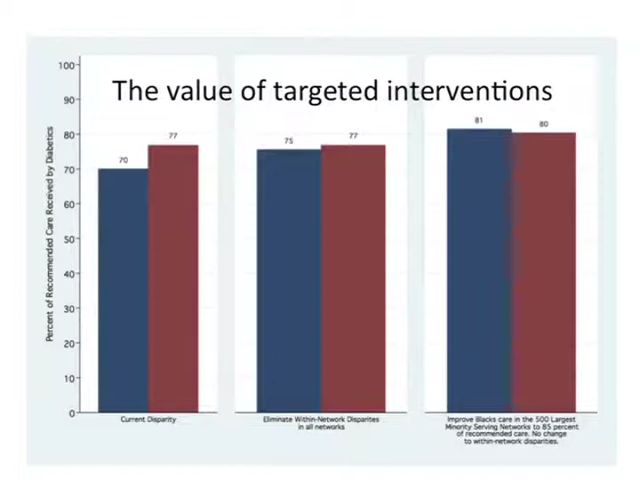 The value of targeted interventions
Percent of Recommended Care Received by Diabetics
100
90
80
70
60
50
40
30
20
10
0
70
77
75
77
81
80
Current Disparity
Eliminate Within-Network Disparites
in all networks
Improve Blacks care in the 500 Largest
Minority Serving Networks to 85 percent
of recommended care. No change
to within-network disparities.